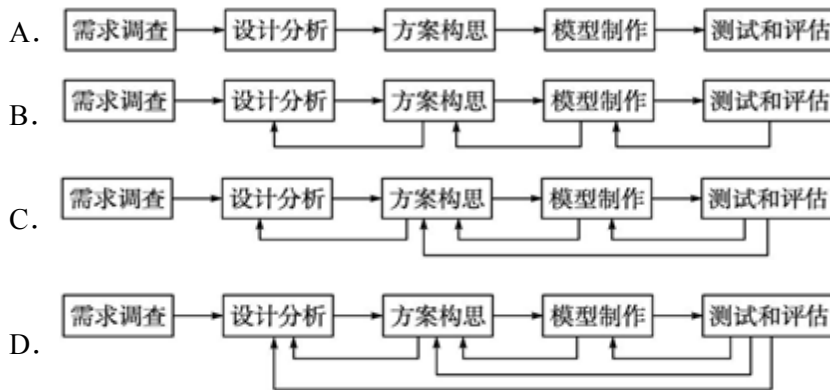 A. 需求调查 设计分析 方案构思 模型制作 测试和评估
B. 需求调查 设计分析 方案构思 模型制作 测试和评估
C. 需求调查 设计分析 方案构思 模型制作 测试和评估
D. 需求调查 设计分析 方案构思 模型制作 测试和评估